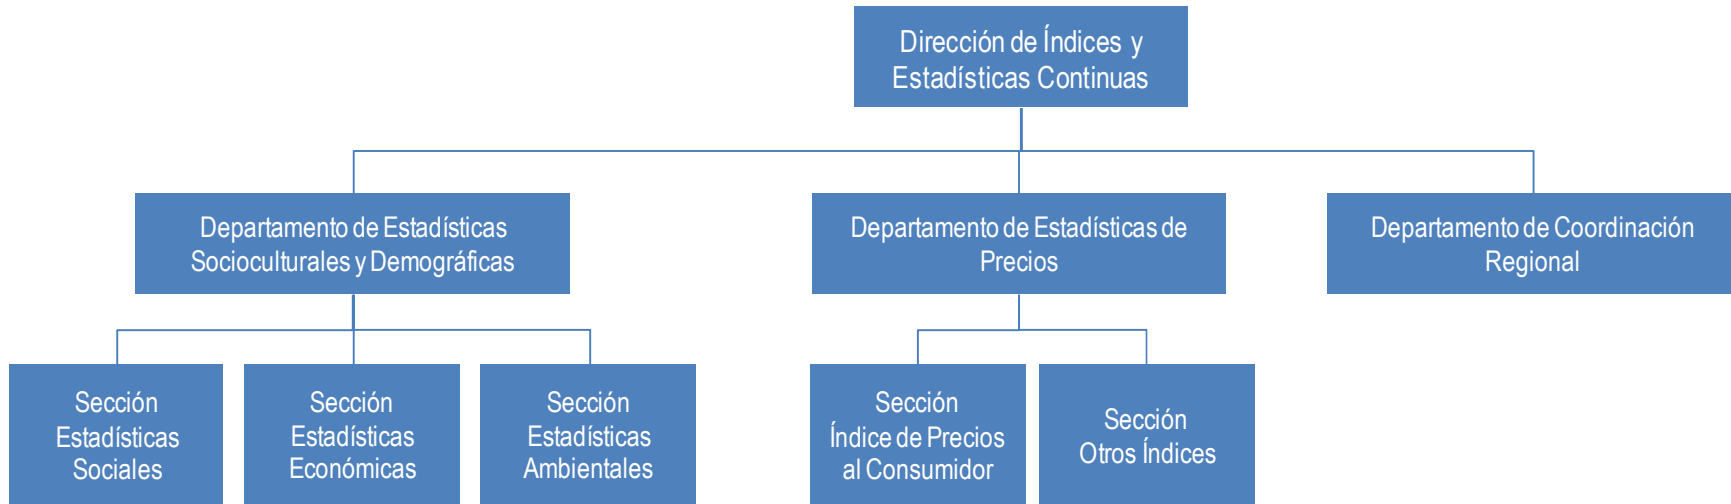 Dirección de Índices y
Estadísticas Continuas
Departamento de Estadísticas
Socioculturales y Demográficas
Departamento de Estadísticas de
Precios
Departamento de Coordinación
Regional
Sección
Estadísticas
Sociales
Sección
Estadísticas
Económicas
Sección
Estadísticas
Ambientales
Sección
Índice de Precios
al Consumidor
Sección
Otros Índices